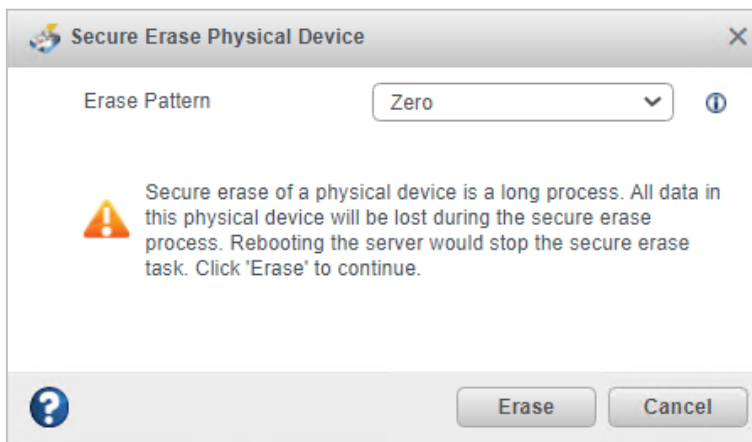 Secure Erase Physical Device
Erase Pattern
Zero
Secure erase of a physical device is a long process. All data in
this physical device will be lost during the secure erase
process. Rebooting the server would stop the secure erase
task. Click 'Erase' to continue.
Erase
Cancel